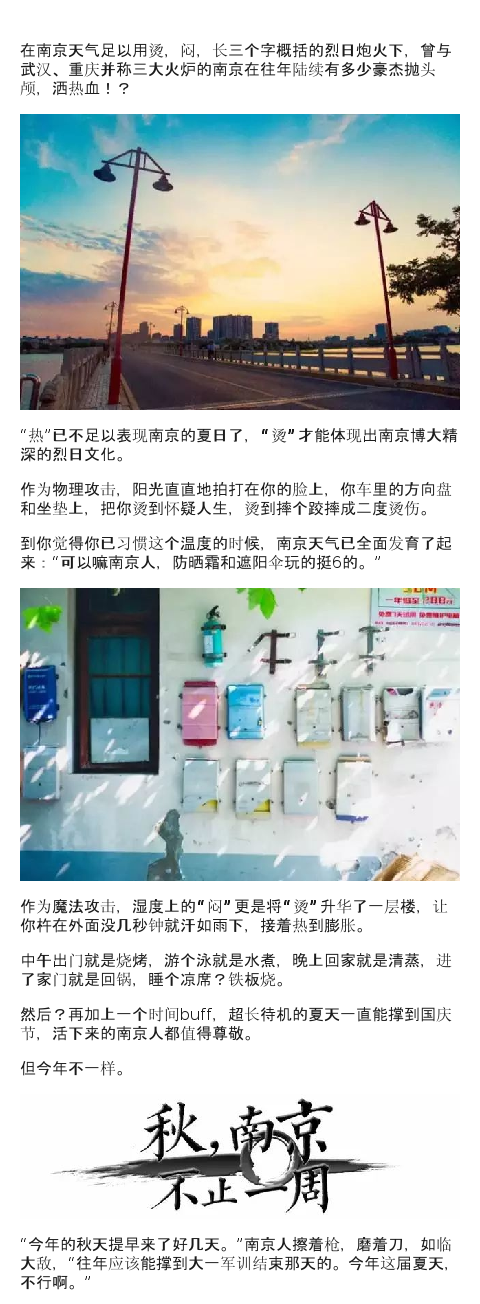 在南京天气足以用烫，闷，长三个字概括的烈日炮火下，曾与
武汉、重庆并称三大火炉的南京在往年陆续有多少豪杰抛头
颅，洒热血！？
“热”已不足以表现南京的夏日了，“烫”才能体现出南京博大精
深的烈日文化。
作为物理攻击，阳光直直地拍打在你的脸上，你车里的方向盘
和坐垫上，把你烫到怀疑人生，烫到摔个跤摔成二度烫伤。
到你觉得你已习惯这个温度的时候，南京天气已全面发育了起
来：“可以嘛南京人，防晒霜和遮阳伞玩的挺6的。”
作为魔法攻击，湿度上的“闷”更是将“烫”升华了一层楼，让
你杵在外面没几秒钟就汗如雨下，接着热到膨胀。
中午出门就是烧烤，游个泳就是水煮，晚上回家就是清蒸，进
了家门就是回锅，睡个凉席？铁板烧。
然后？再加上一个时间buff，超长待机的夏天一直能撑到国庆
节，活下来的南京人都值得尊敬。
但今年不一样。
秋，南京
不止一周
“今年的秋天提早来了好几天。”南京人擦着枪，磨着刀，如临
大敌，“往年应该能撑到大一军训结束那天的。今年这届夏天，
不行啊。”